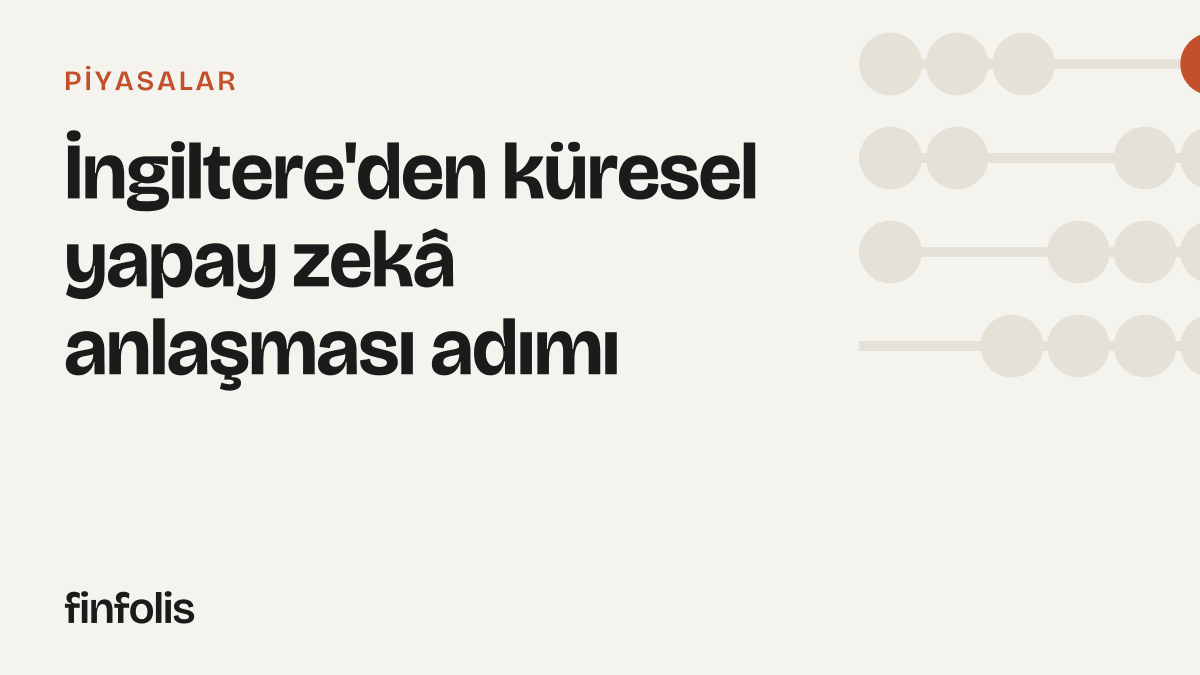 PİYASALAR
İngiltere'den küresel
yapay zekâ
anlaşması adımı
finfolis